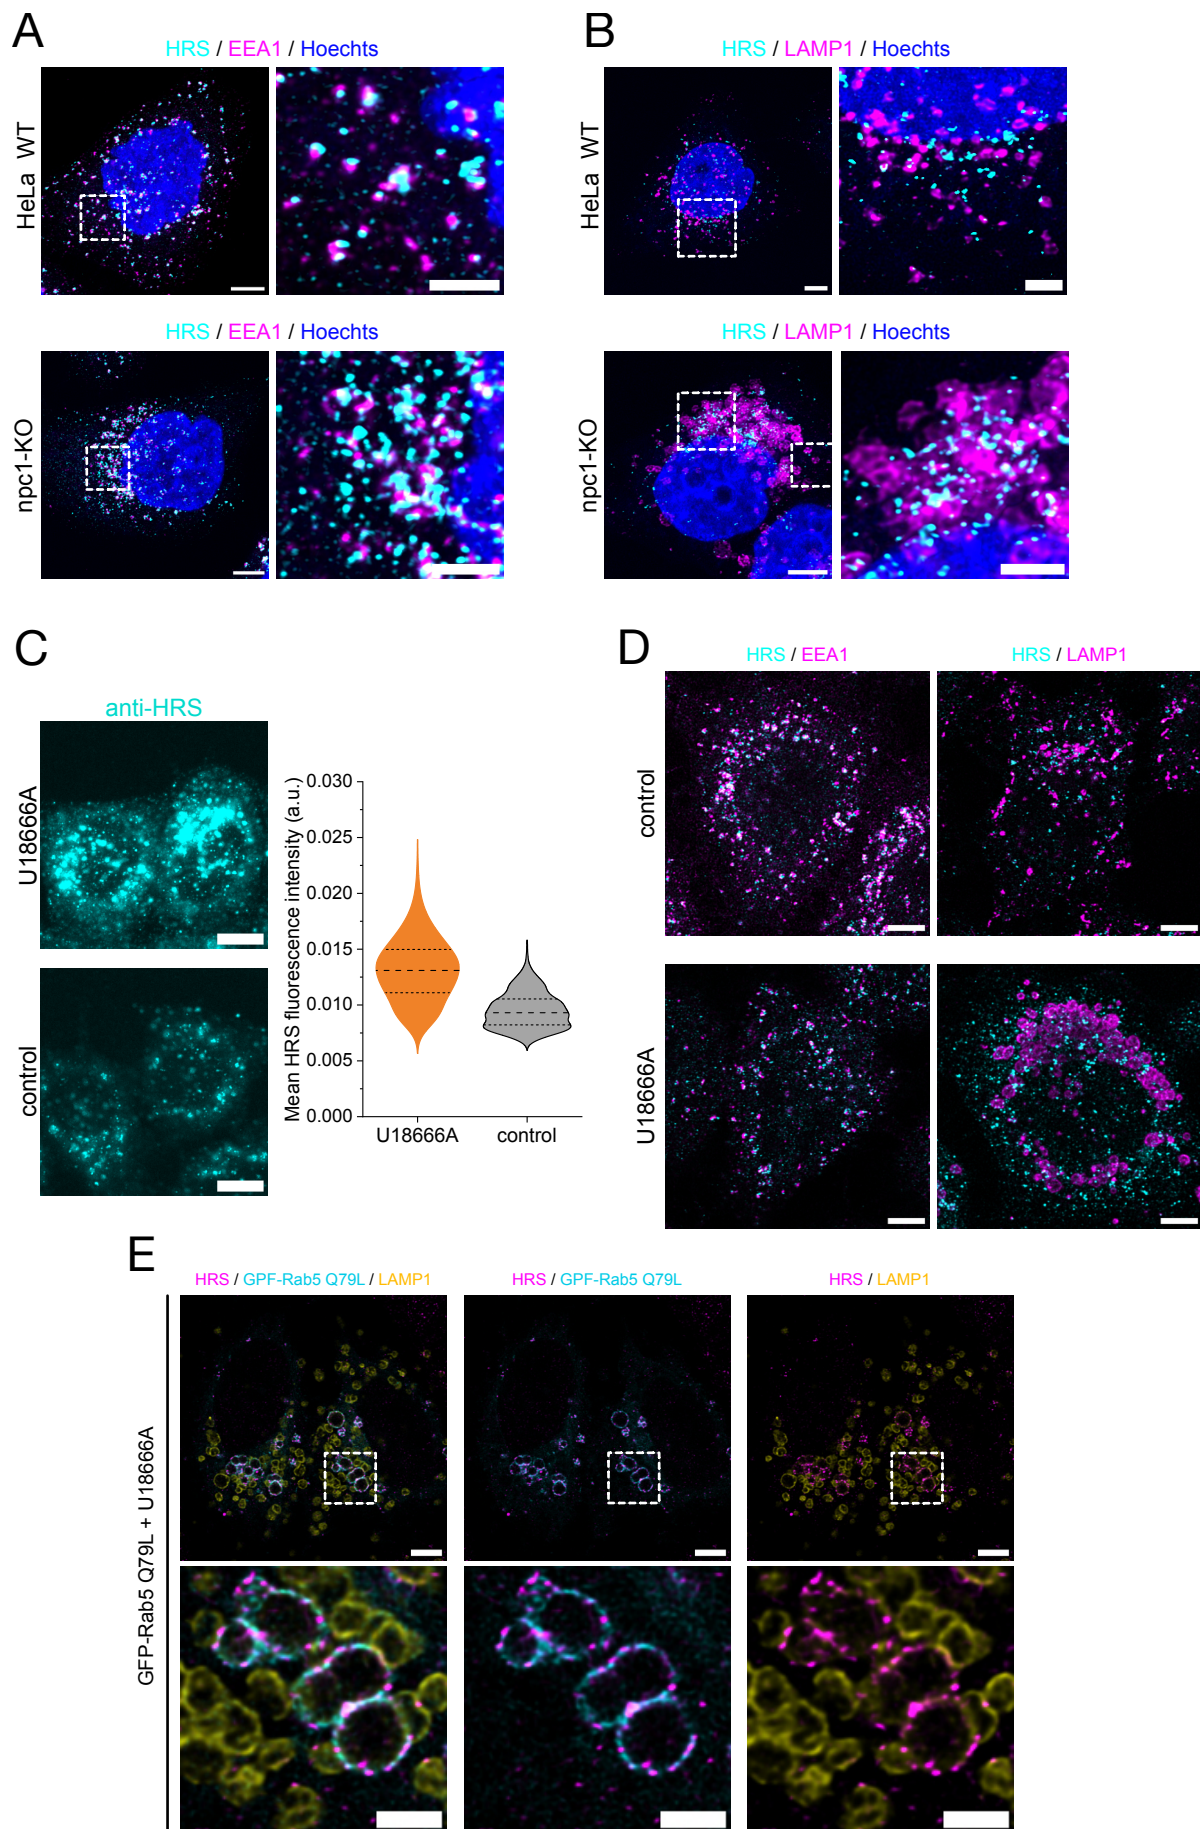 A
HRS / EEA1 / Hoechts
HeLa WT
HRS / EEA1 / Hoechts
npc1-KO
B
HRS / LAMP1 / Hoechts
HeLa WT
HRS / LAMP1 / Hoechts
npc1-KO
C
anti-HRS
U18666A
control
Mean HRS fluorescence intensity (a.u.)
0.030
0.025
0.020
0.015
0.010
0.005
0.000
U18666A
control
D
HRS / EEA1
HRS / LAMP1
control
U18666A
E
HRS / GPF-Rab5 Q79L / LAMP1
HRS / GPF-Rab5 Q79L
HRS / LAMP1
GFP-Rab5 Q79L + U18666A